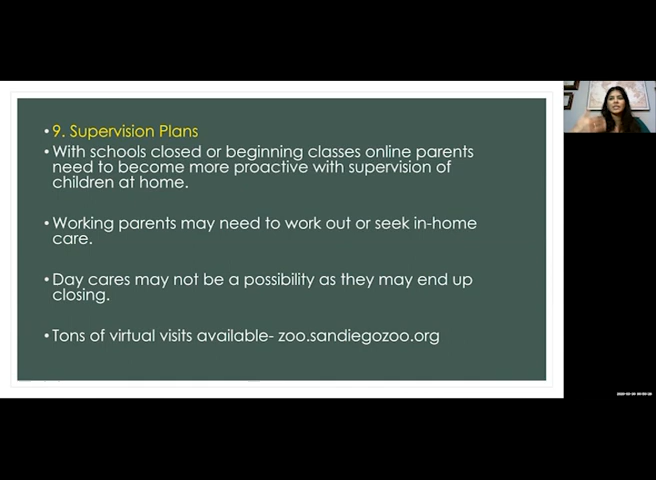 •9. Supervision Plans
•With schools closed or beginning classes online parents
need to become more proactive with supervision of
children at home.
•Working parents may need to work out or seek in-home
care.
•Day cares may not be a possibility as they may end up
closing.
•Tons of virtual visits available- zoo.sandiegozoo.org